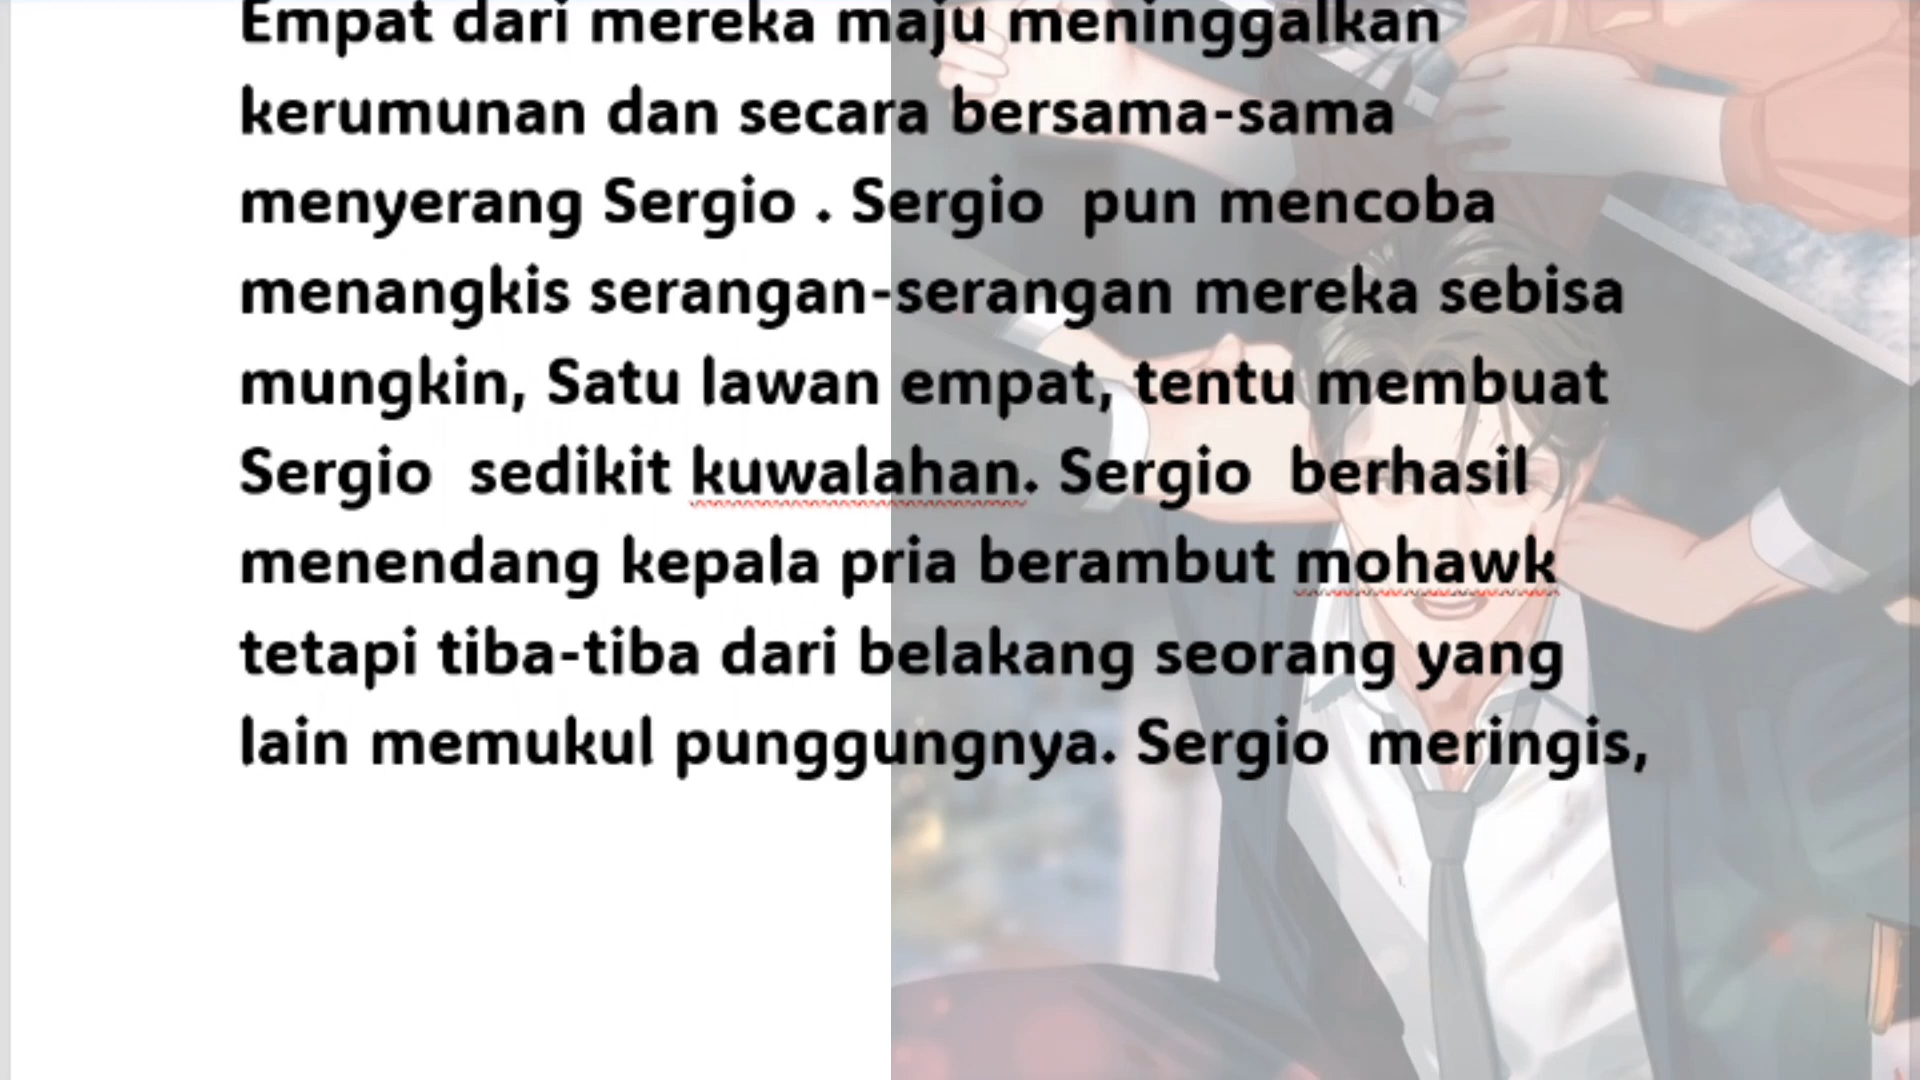 Empat dari mereka maju meninggalkan
kerumunan dan secara bersama-sama
menyerang Sergio . Sergio  pun mencoba
menangkis serangan-serangan mereka sebisa
mungkin, Satu lawan empat, tentu membuat
Sergio  sedikit kuwalahan. Sergio  berhasil
menendang kepala pria berambut mohawk
tetapi tiba-tiba dari belakang seorang yang
lain memukul punggungnya. Sergio  meringis,